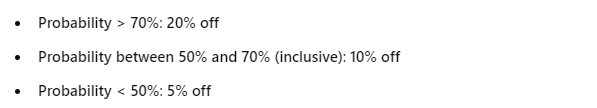 • Probability > 70%: 20% off
• Probability between 50% and 70% (inclusive): 10% off
• Probability < 50%: 5% off